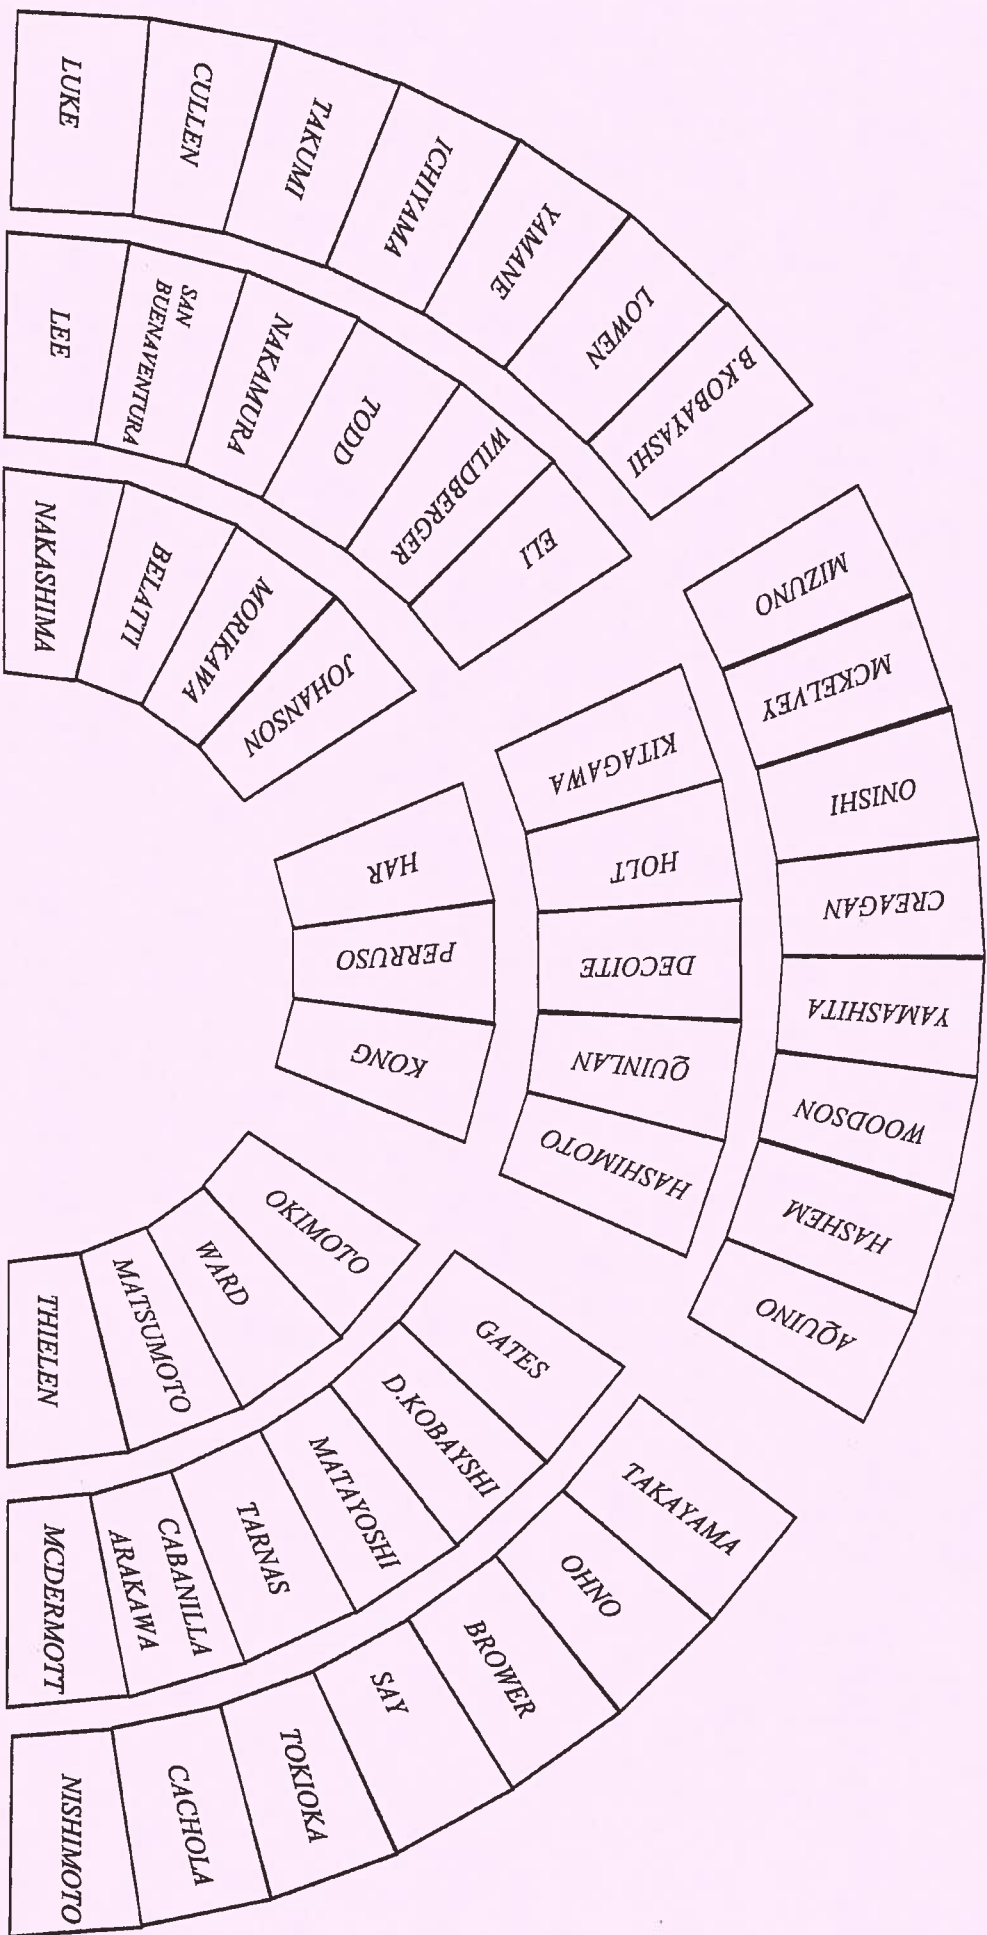 LUKE
CULLEN
TAKUMI
ICHIYAMA
YAMANE
LOWEN
B.KOBAYASHI
LEE
SAN
BUENAVENTURA
NAKAMURA
TODD
WILDBERGER
ELI
NAKASHIMA
BELATTI
MORIKAWA
JOHANSON
MIZUNO
MCKELVEY
ONISHI
CREAGAN
YAMASHITA
WOODSON
HASHEM
AQUINO
KITAGAWA
HOLT
DECOITE
QUINLAN
HASHIMOTO
HAR
PERRUSO
KONG
OKIMOTO
WARD
MATSUMOTO
THIELEN
GATES
D.KOBAYSHI
MATAYOSHI
TARNAS
CABANILLA
ARAKAWA
MCDERMOTT
TAKAYAMA
OHNO
BROWER
SAY
TOKIOKA
CACHOLA
NISHIMOTO